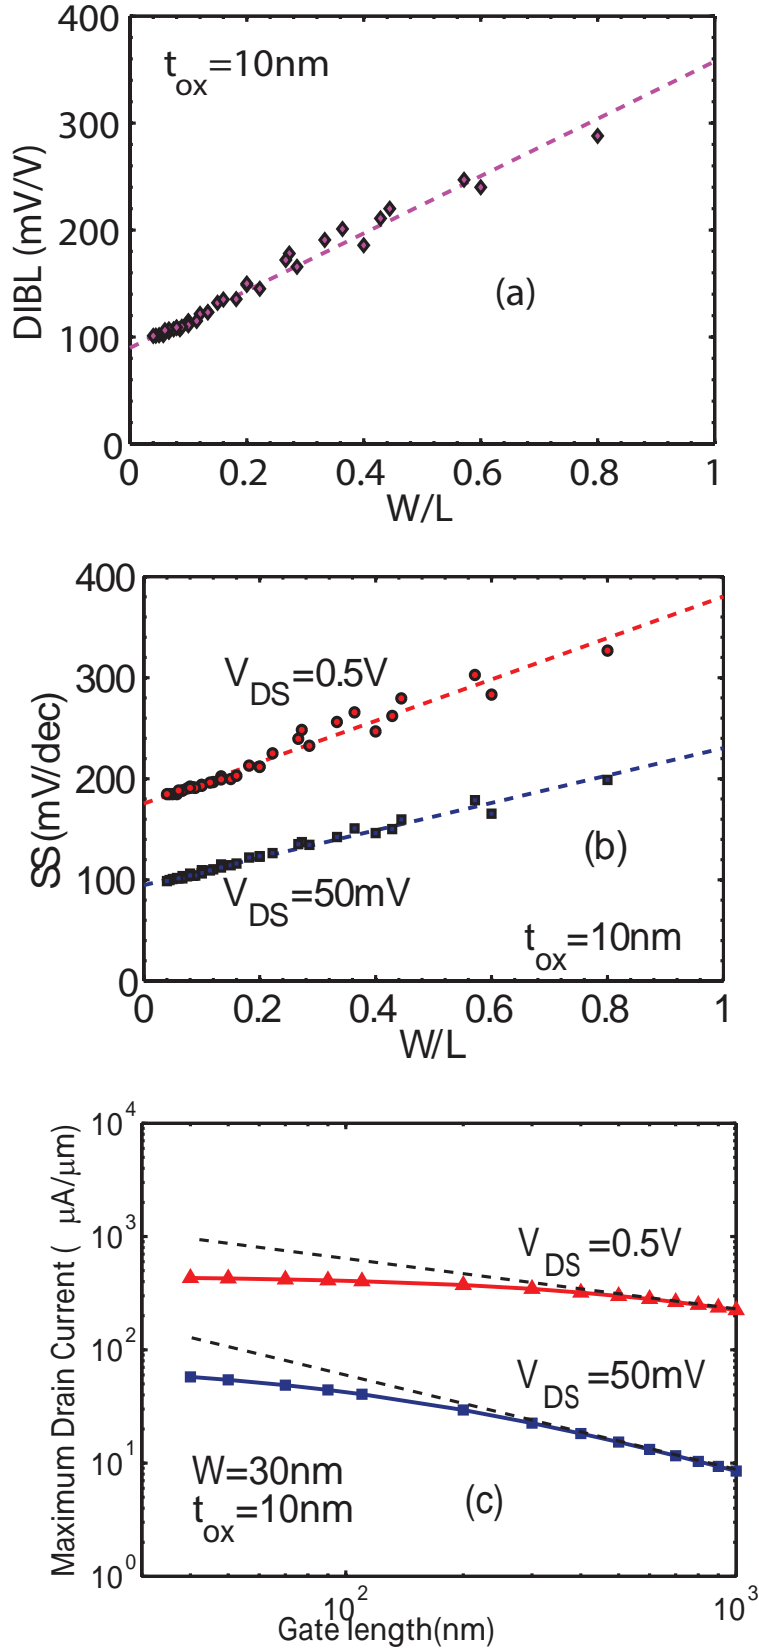 400
t_ox=10nm
300
DIBL (mV/V)
200
(a)
100
0
0 0.2 0.4 0.6 0.8 1
W/L
400
V_DS=0.5V
300
SS(mV/dec)
200
(b)
100
V_DS=50mV
t_ox=10nm
0
0 0.2 0.4 0.6 0.8 1
W/L
10^4
Maximum Drain Current ( μA/μm)
10^3
V_DS=0.5V
10^2
V_DS=50mV
10^1
W=30nm
t_ox=10nm
(c)
10^0
10^2 10^3
Gate length(nm)